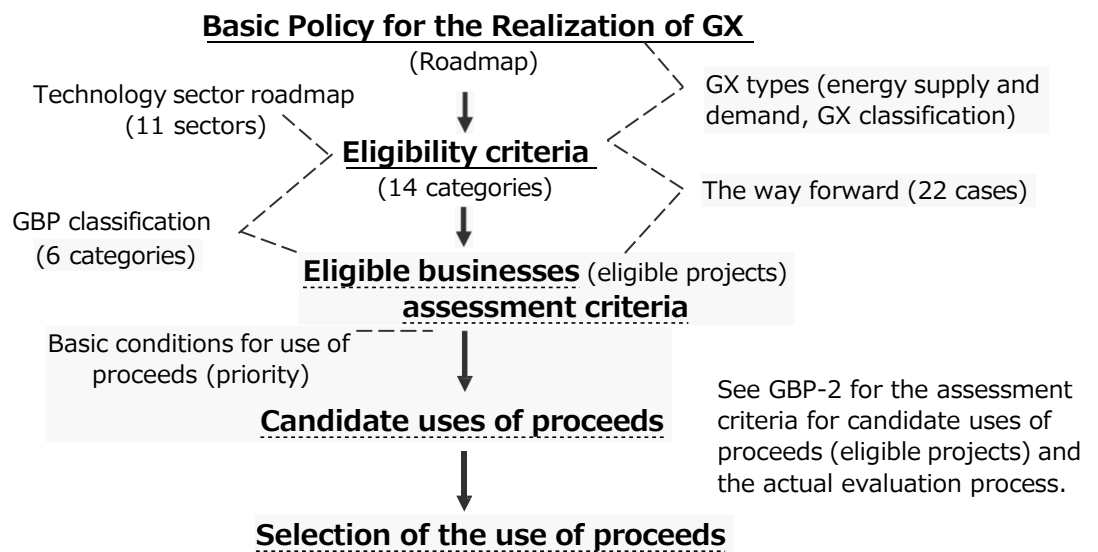 Basic Policy for the Realization of GX
(Roadmap)
GX types (energy supply and
demand, GX classification)
Technology sector roadmap
(11 sectors)
Eligibility criteria
(14 categories)
The way forward (22 cases)
GBP classification
(6 categories)
Eligible businesses (eligible projects)
assessment criteria
Basic conditions for use of
proceeds (priority)
Candidate uses of proceeds
See GBP-2 for the assessment
criteria for candidate uses of
proceeds (eligible projects) and
the actual evaluation process.
Selection of the use of proceeds